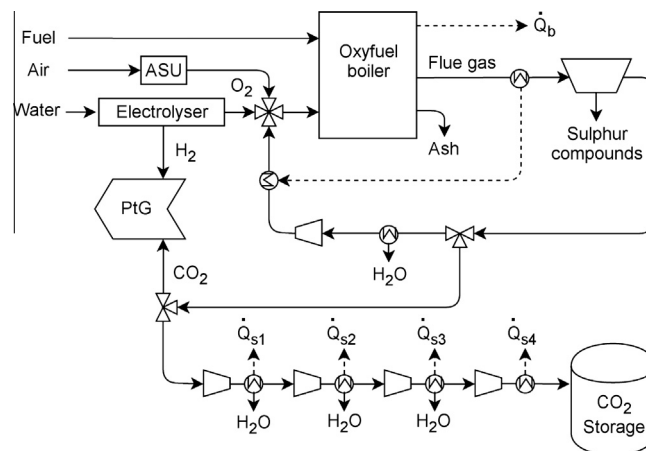 Fuel
Oxyfuel
boiler
Q̇b
Air
ASU
O2
Flue gas
Water
Electrolyser
H2
Ash
Sulphur
compounds
PtG
H2O
CO2
Q̇s1
Q̇s2
Q̇s3
Q̇s4
H2O
H2O
H2O
CO2
Storage